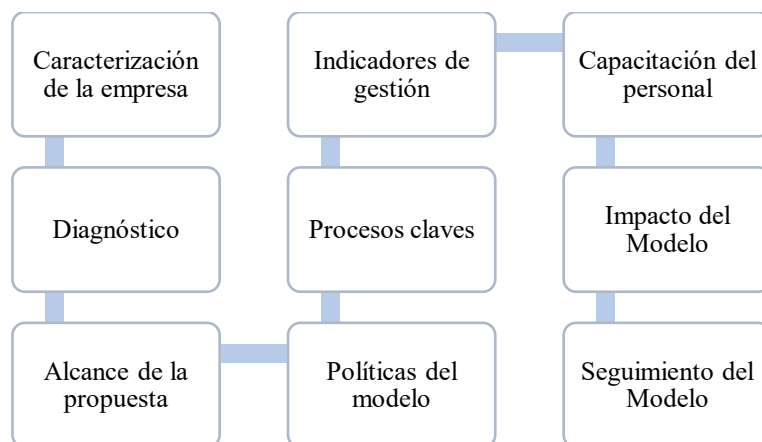 Caracterización
de la empresa
Diagnóstico
Alcance de la
propuesta
Políticas del
modelo
Procesos claves
Indicadores de
gestión
Capacitación del
personal
Impacto del
Modelo
Seguimiento del
Modelo